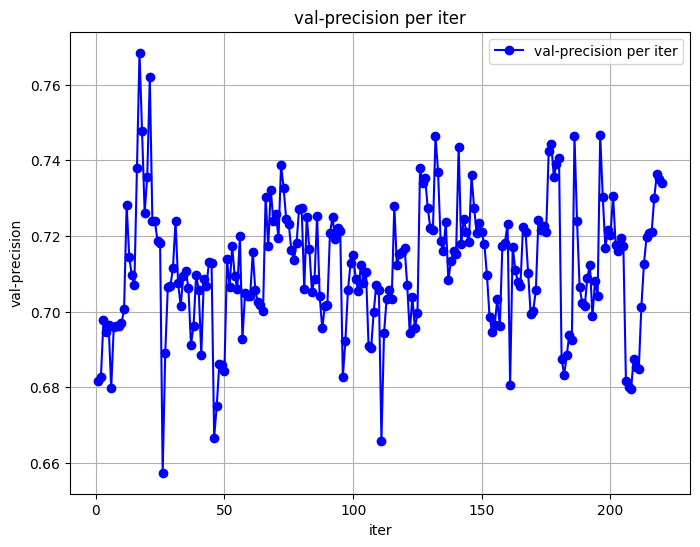 val-precision per iter
val-precision per iter
0.76
0.74
0.72
0.70
0.68
0.66
val-precision
0
50
100
150
200
iter